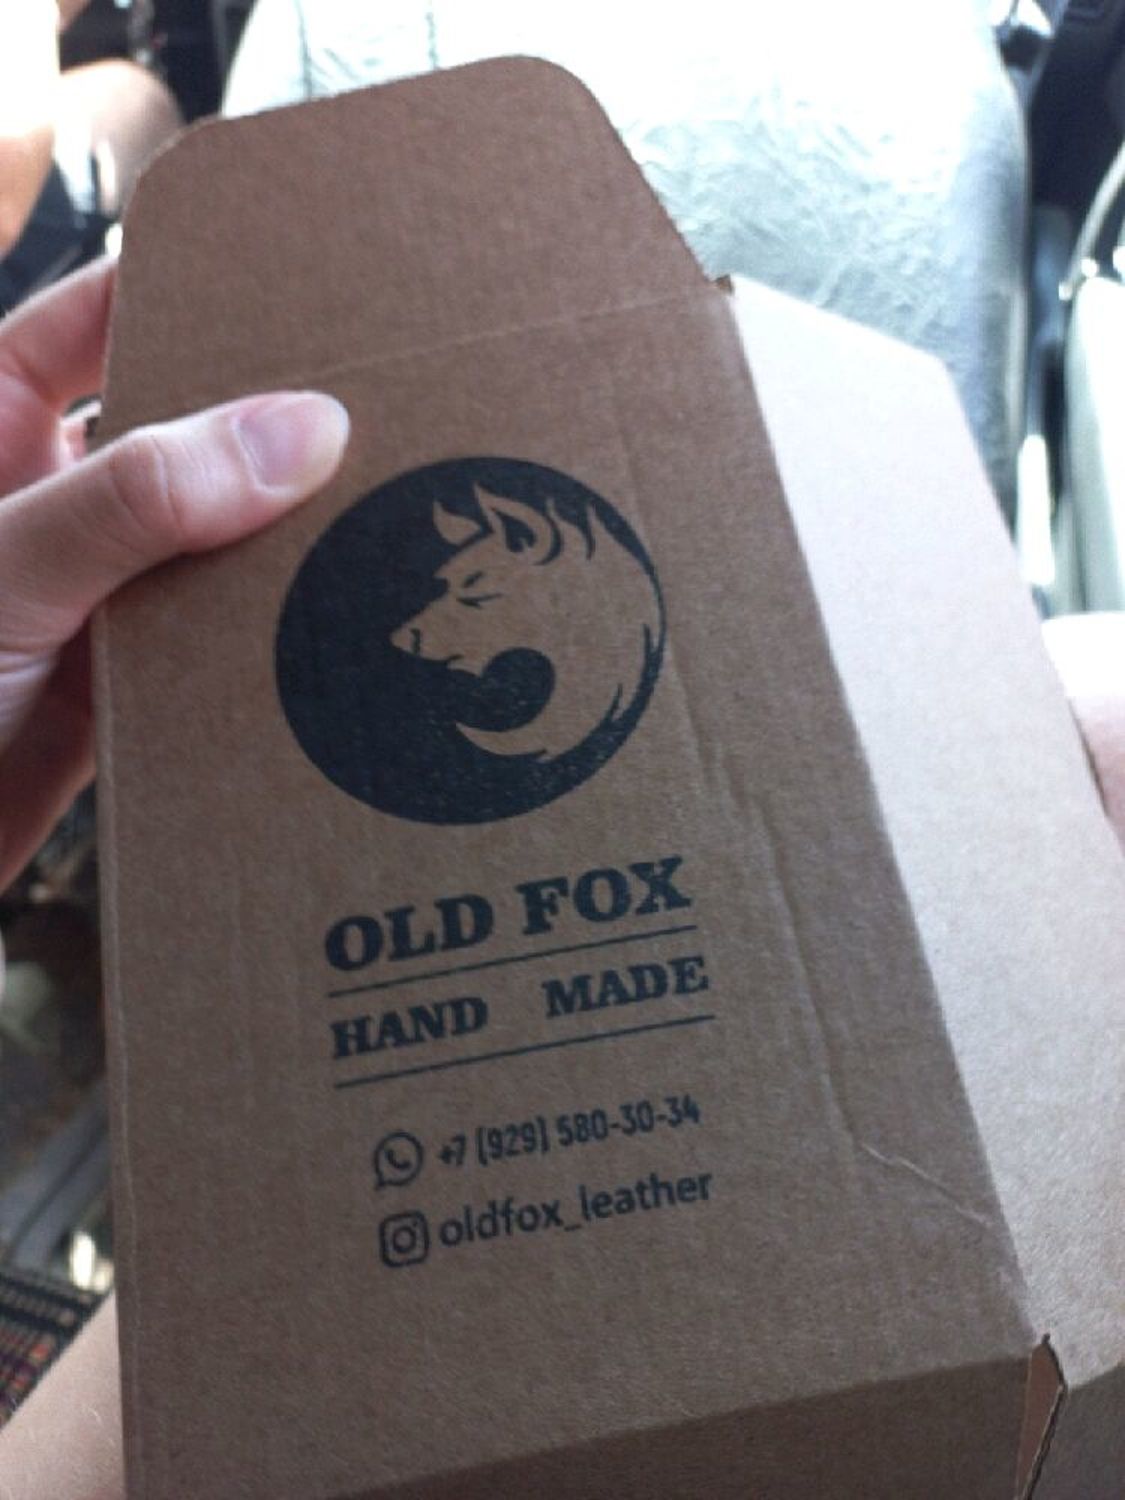 OLD FOX
HAND MADE
+7 (929) 580-30-34
oldfox_leather